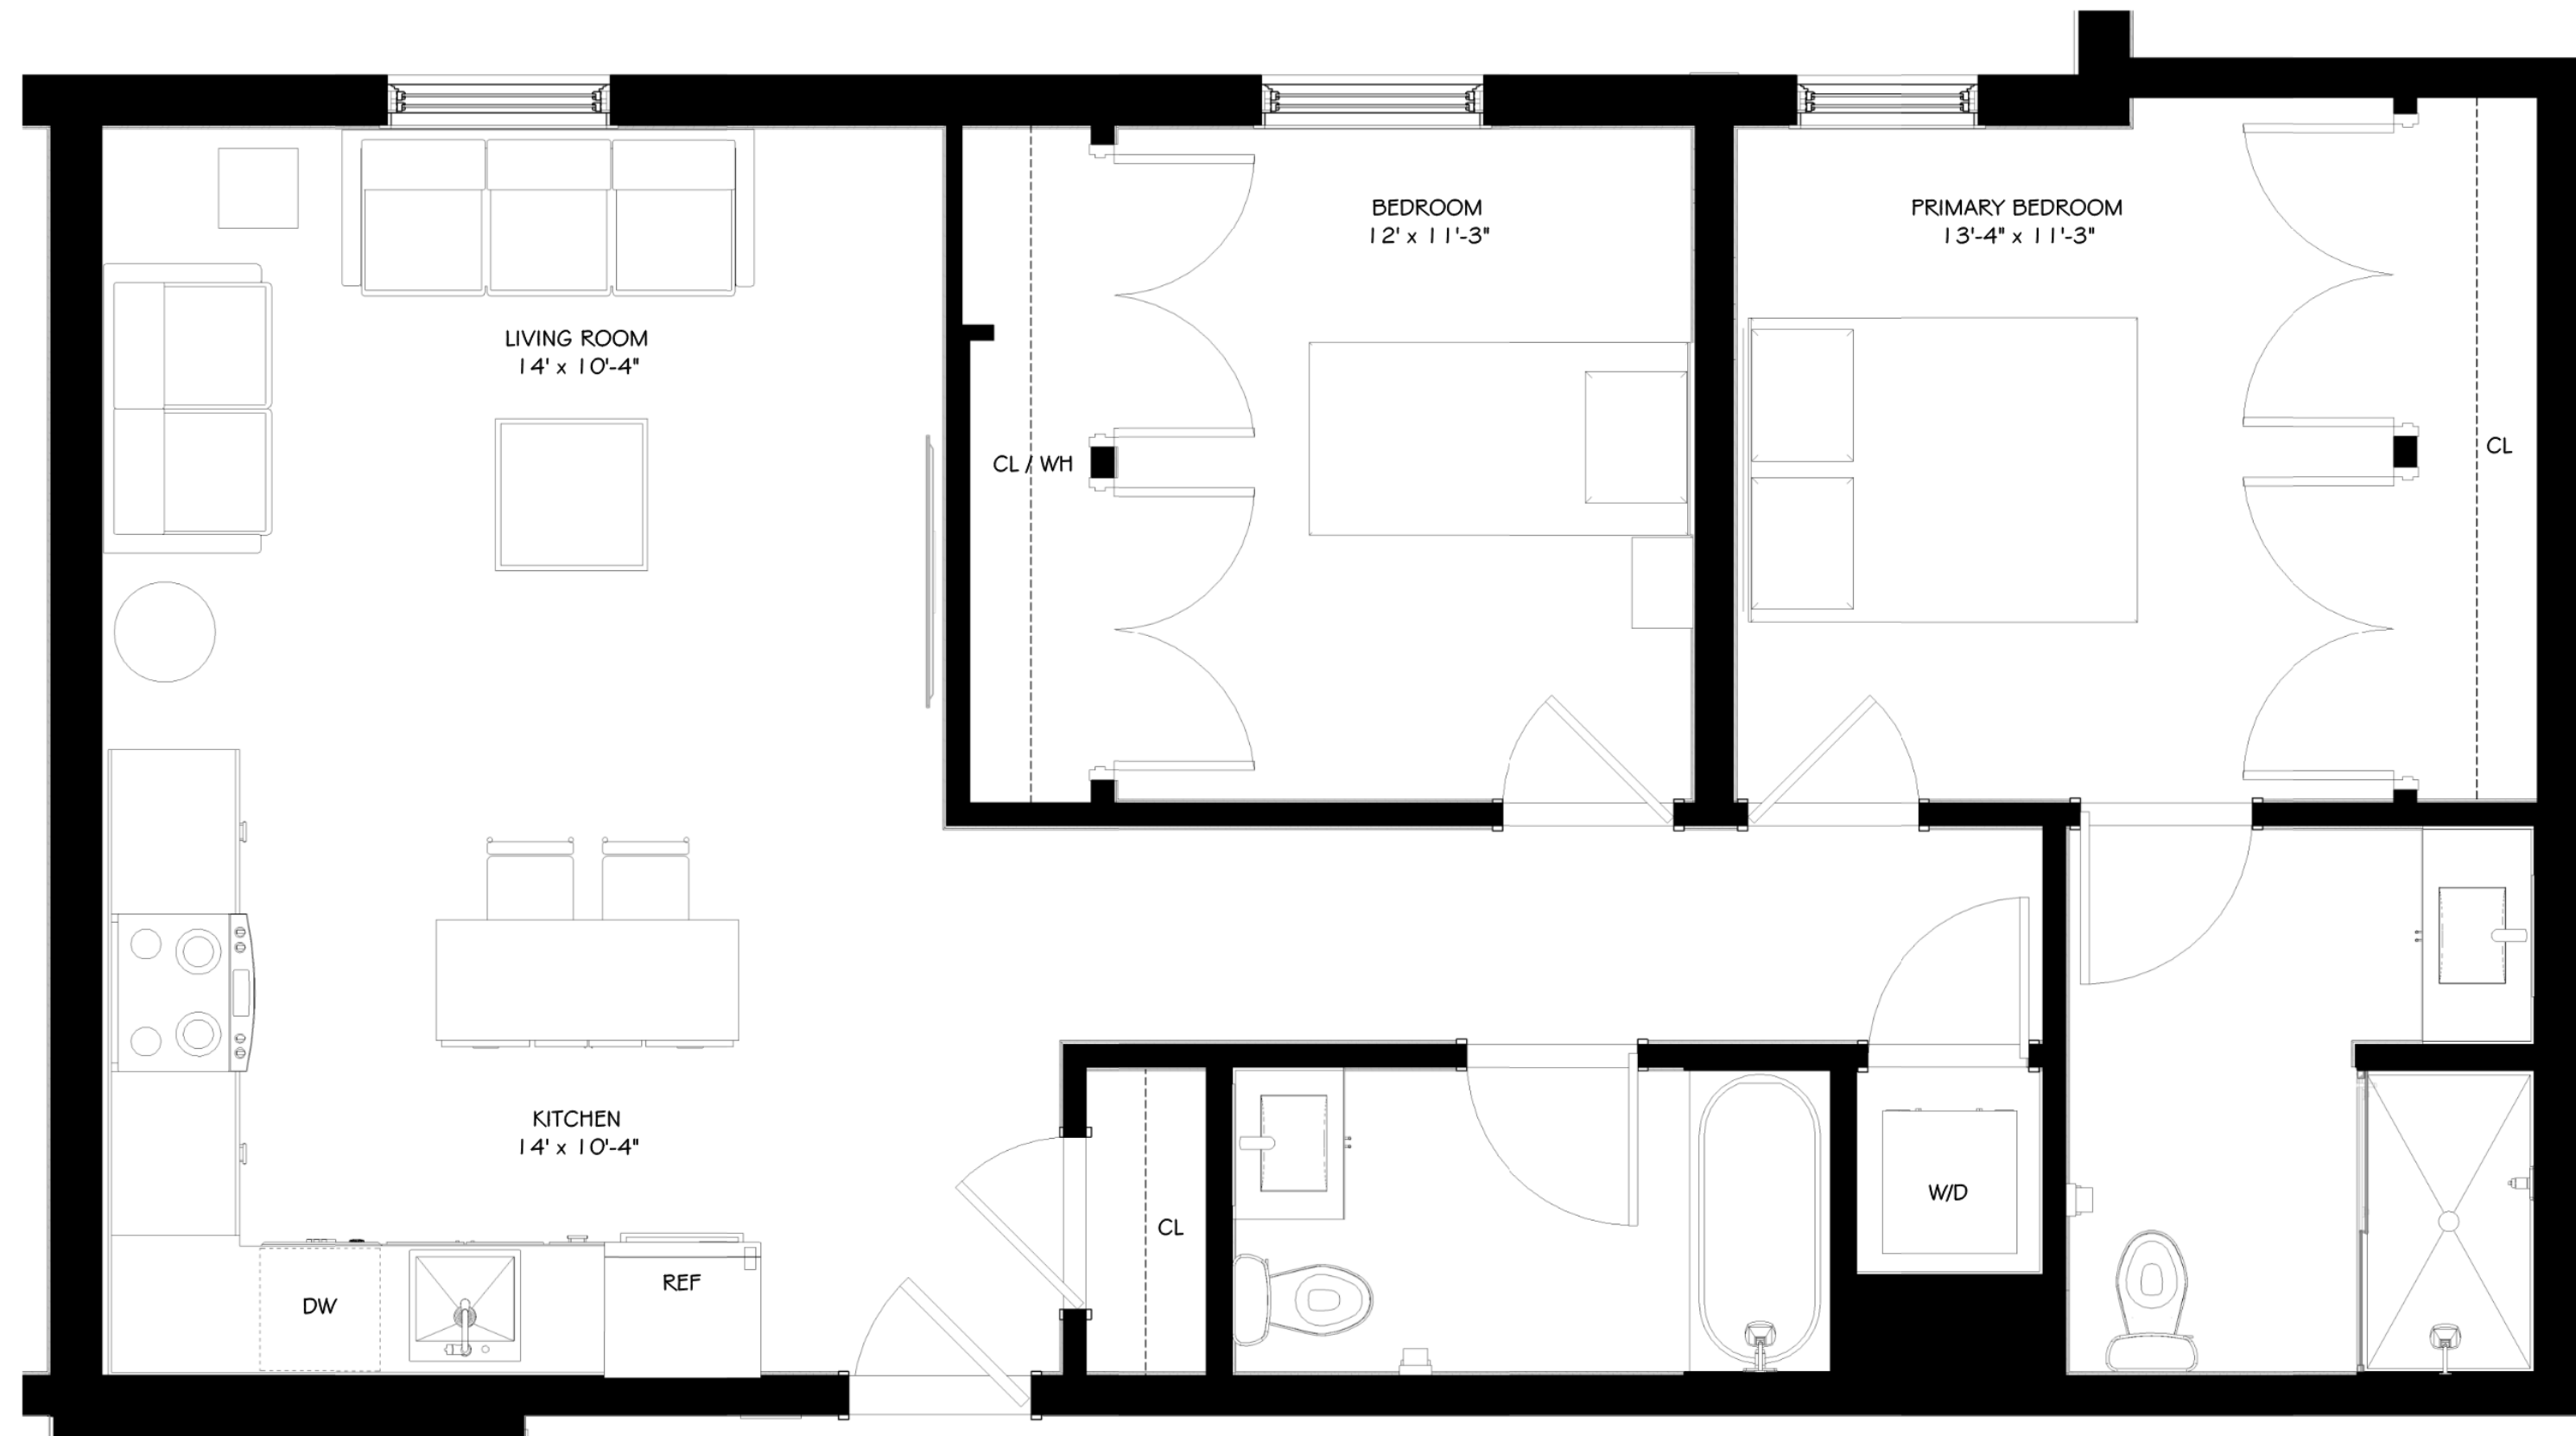 BEDROOM
12' x 11'-3"
PRIMARY BEDROOM
13'-4" x 11'-3"
LIVING ROOM
14' x 10'-4"
CL / WH
CL
KITCHEN
14' x 10'-4"
W/D
CL
REF
DW